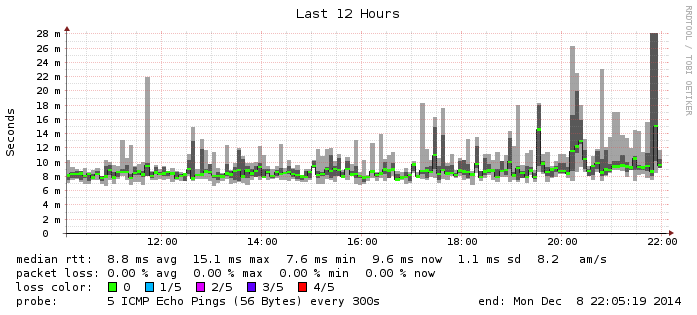 Last 12 Hours
RRDTOOL / TOBI OETIKER
Seconds
28 m
26 m
24 m
22 m
20 m
18 m
16 m
14 m
12 m
10 m
8 m
6 m
4 m
2 m
0
12:00 14:00 16:00 18:00 20:00 22:00
median rtt: 8.8 ms avg 15.1 ms max 7.6 ms min 9.6 ms now 1.1 ms sd 8.2 am/s
packet loss: 0.00 % avg 0.00 % max 0.00 % min 0.00 % now
loss color: 0 1/5 2/5 3/5 4/5
probe: 5 ICMP Echo Pings (56 Bytes) every 300s end: Mon Dec 8 22:05:19 2014